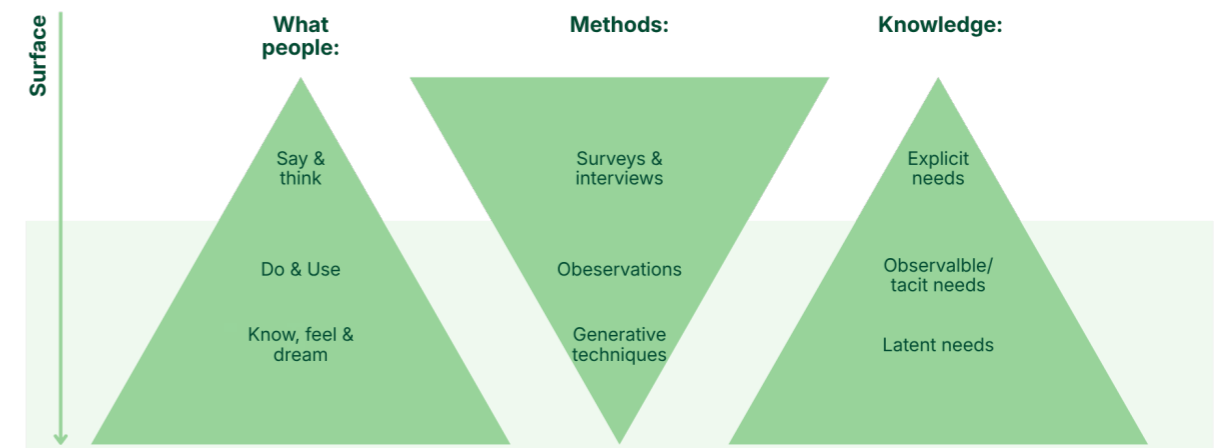 Surface
What
people:
Methods:
Knowledge:
Say &
think
Surveys &
interviews
Explicit
needs
Do & Use
Obeservations
Observalble/
tacit needs
Know, feel &
dream
Generative
techniques
Latent needs